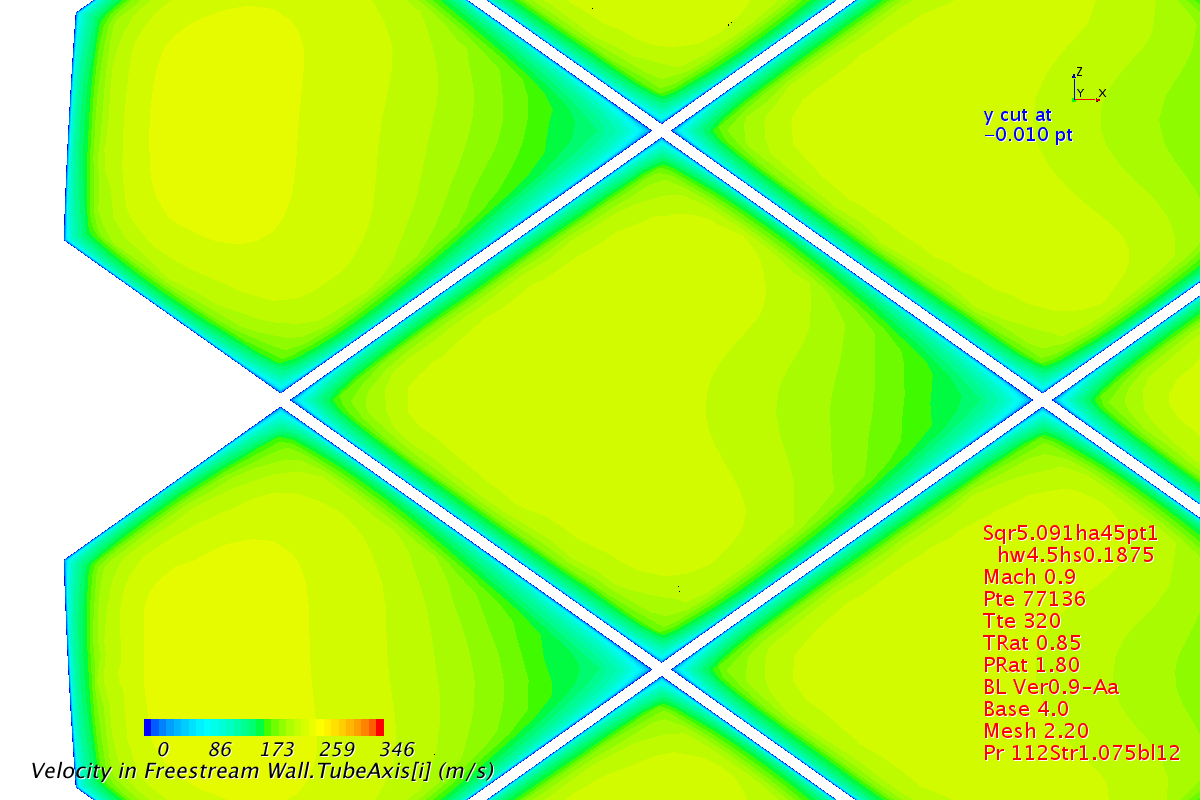 Z
Y X
y cut at
−0.010 pt
Sqr5.091ha45pt1
hw4.5hs0.1875
Mach 0.9
Pte 77136
Tte 320
TRat 0.85
PRat 1.80
BL Ver0.9−Aa
Base 4.0
Mesh 2.20
Pr 112Str1.075bl12
0 86 173 259 346
Velocity in Freestream Wall.TubeAxis[i] (m/s)